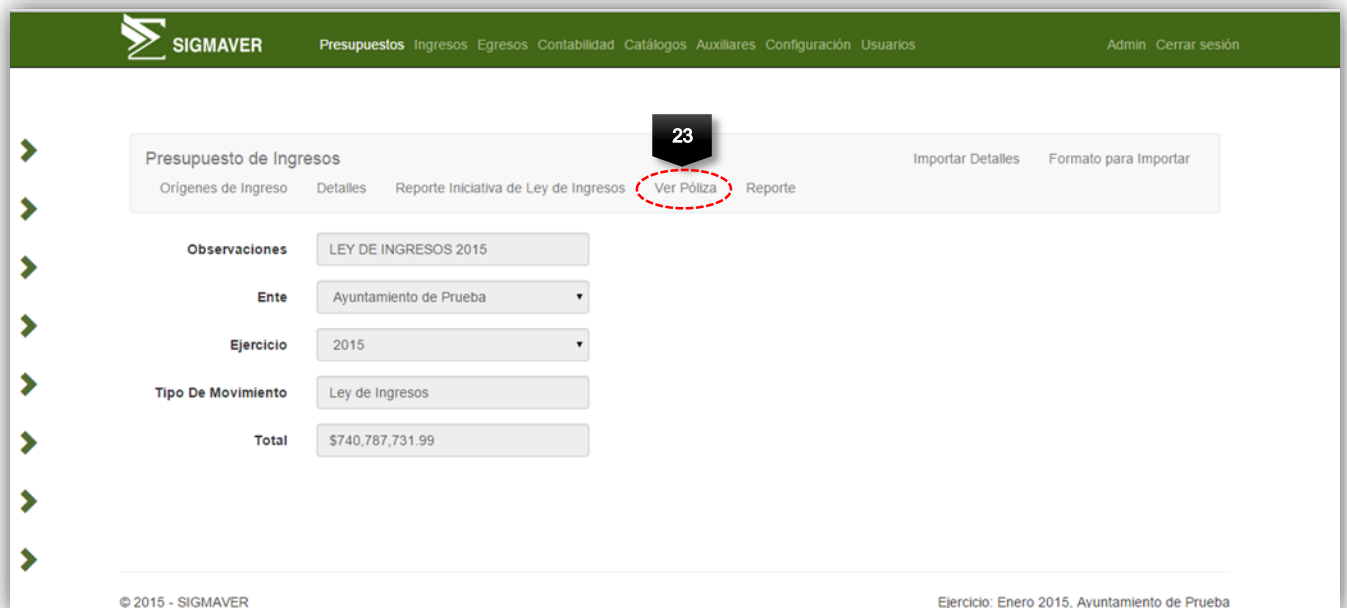 SIGMAVER Presupuestos Ingresos Egresos Contabilidad Catálogos Auxiliares Configuración Usuarios Admin Cerrar sesión
23
Presupuesto de Ingresos Importar Detalles Formato para Importar
Orígenes de Ingreso Detalles Reporte Iniciativa de Ley de Ingresos Ver Póliza Reporte
Observaciones LEY DE INGRESOS 2015
Ente Ayuntamiento de Prueba
Ejercicio 2015
Tipo De Movimiento Ley de Ingresos
Total $740,787,731.99
© 2015 - SIGMAVER Ejercicio: Enero 2015, Ayuntamiento de Prueba